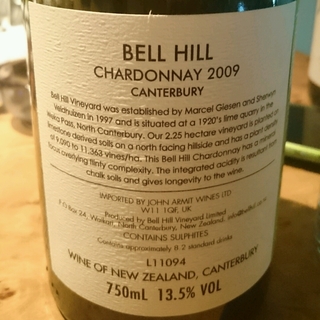 BELL HILL
CHARDONNAY 2009
CANTERBURY
Bell Hill Vineyard was established by Marcel Giesen and Sherwyn
Veldhuizen in 1997 and is situated at a 1920's lime quarry in the
Weka Pass, North Canterbury. Our 2.25 hectare vineyard is planted on
limestone derived soils on a north facing hillside and has a plant density
of 9,090 to 11,363 vines/ha. This Bell Hill Chardonnay has a mineral
focus overlying flinty complexity. The integrated acidity is resultant from
chalk soils and gives longevity to the wine.
IMPORTED BY JOHN ARMIT WINES
W11 1QF, UK
Produced by Bell Hill Vineyard Limited
P O Box 24, Waikari, North Canterbury, New Zealand,
CONTAINS SULPHITES
Contains approximately 8.2 standard drinks
L11094
WINE OF NEW ZEALAND, CANTERBURY
750mL 13.5% VOL